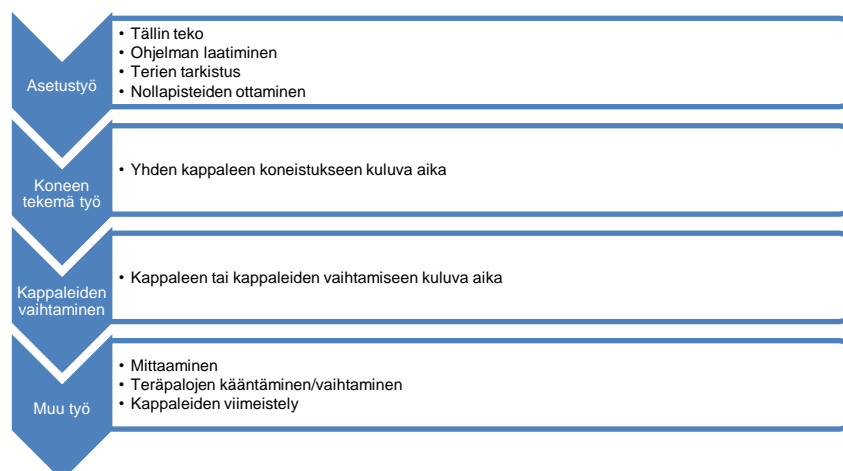 Asetustyö
• Tällin teko
• Ohjelman laatiminen
• Terien tarkistus
• Nollapisteiden ottaminen
Koneen
tekemä työ
• Yhden kappaleen koneistukseen kuluva aika
Kappaleiden
vaihtaminen
• Kappaleen tai kappaleiden vaihtamiseen kuluva aika
Muu työ
• Mittaaminen
• Teräpalojen kääntäminen/vaihtaminen
• Kappaleiden viimeistely